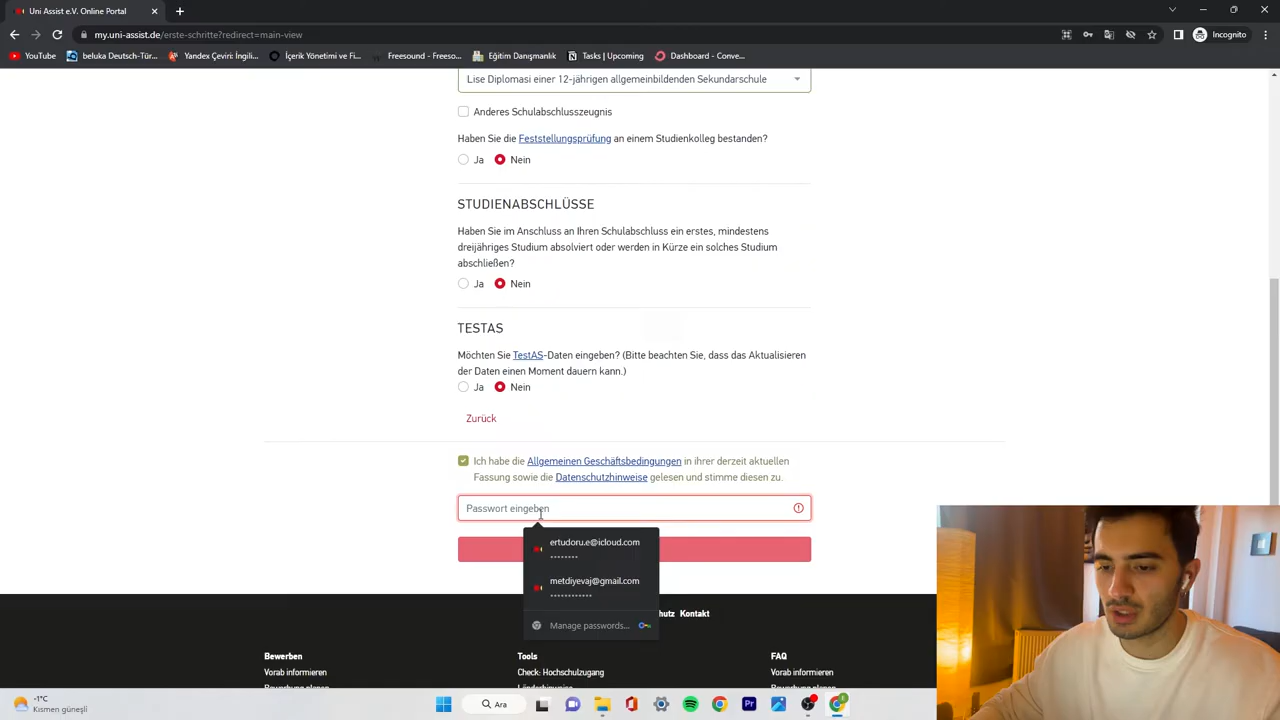 Uni Assist e.V. Online Portal
Incognito
my.uni-assist.de/erste-schritte?redirect=main-view
YouTube
beluka Deutsch-Tür...
Yandex Çeviri: İngil...
İçerik Yönetimi ve Fi...
Freesound - Freeso...
Eğitim Danışmanlık
Tasks | Upcoming
Dashboard - Conve...
Lise Diplomasi einer 12-jährigen allgemeinbildenden Sekundarschule
Anderes Schulabschlusszeugnis
Haben Sie die Feststellungsprüfung an einem Studienkolleg bestanden?
Ja Nein
STUDIENABSCHLÜSSE
Haben Sie im Anschluss an Ihren Schulabschluss ein erstes, mindestens
dreijähriges Studium absolviert oder werden in Kürze ein solches Studium
abschließen?
Ja Nein
TESTAS
Möchten Sie TestAS-Daten eingeben? (Bitte beachten Sie, dass das Aktualisieren
der Daten einen Moment dauern kann.)
Ja Nein
Zurück
Ich habe die Allgemeinen Geschäftsbedingungen in ihrer derzeit aktuellen
Fassung sowie die Datenschutzhinweise gelesen und stimme diesen zu.
Passwort eingeben
ertudoru.e@icloud.com
••••••••
metdiyevaj@gmail.com
••••••••••••
Manage passwords...
hutz Kontakt
Bewerben
Tools
FAQ
Vorab informieren
Check: Hochschulzugang
Vorab informieren
Bewerbung planen
Länderhinweise
Bewerbung planen
-1°C
Kısmen güneşli
Ara